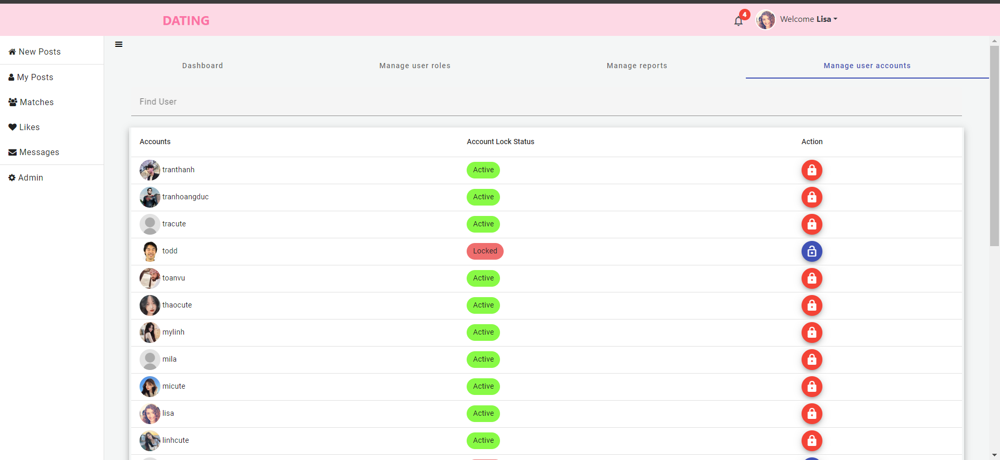 DATING
4
Welcome Lisa
New Posts
My Posts
Matches
Likes
Messages
Admin
Dashboard Manage user roles Manage reports Manage user accounts
Find User
Accounts Account Lock Status Action
tranthanh Active
tranhoangduc Active
tracute Active
todd Locked
toanvu Active
thaocute Active
mylinh Active
mila Active
micute Active
lisa Active
linhcute Active